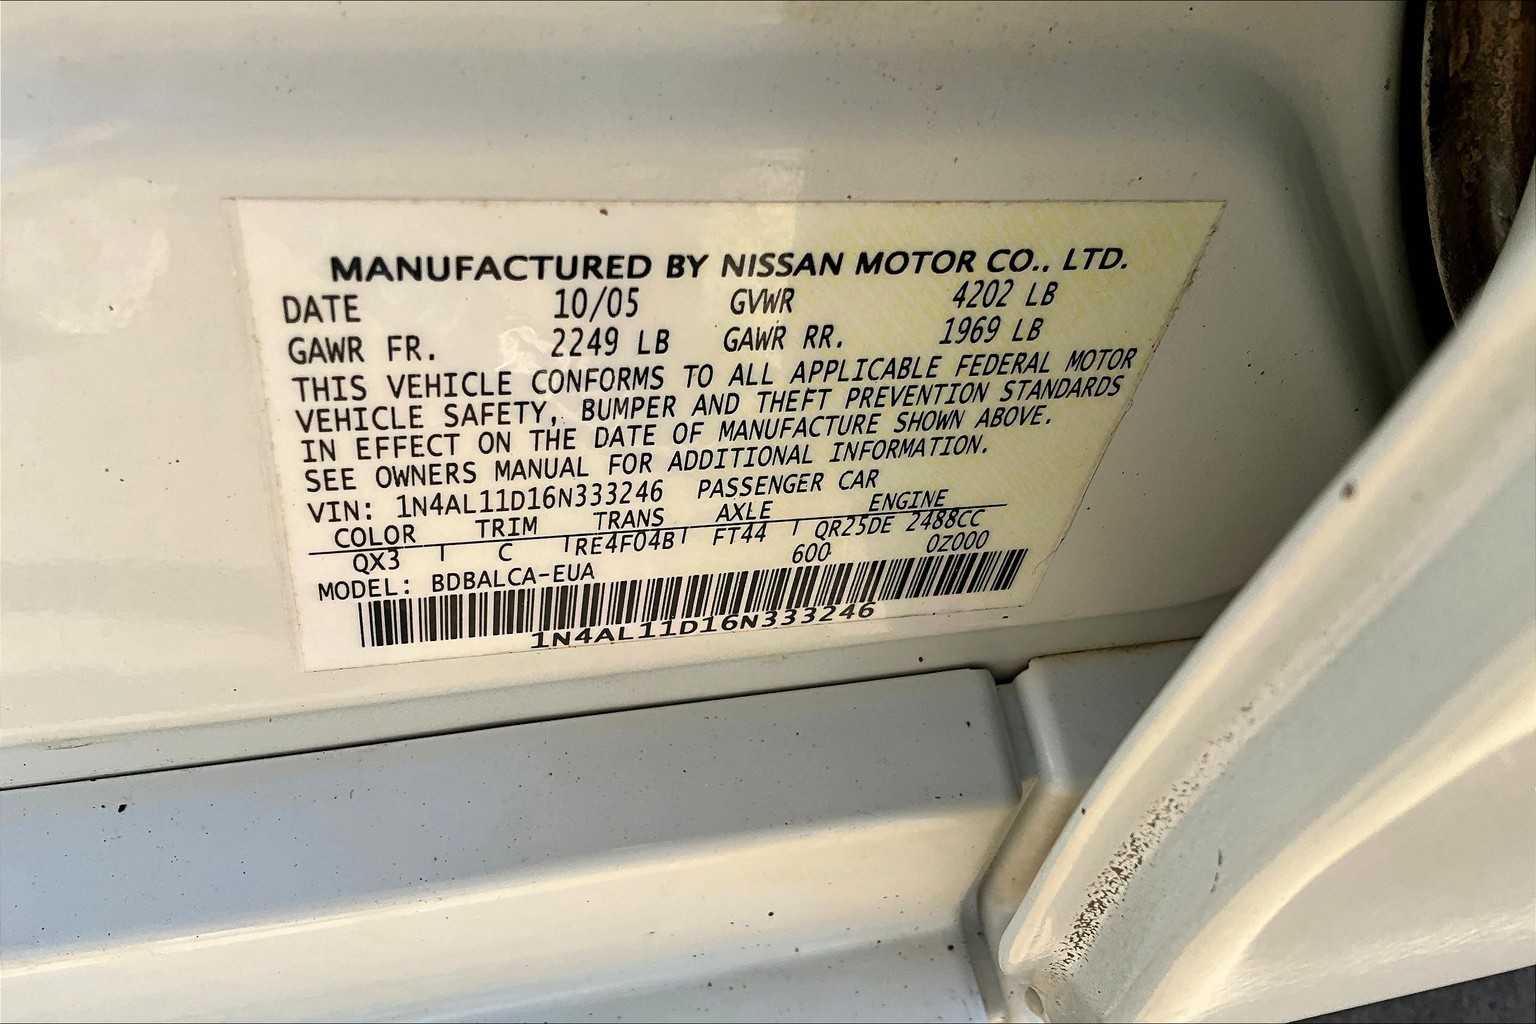 MANUFACTURED BY NISSAN MOTOR CO., LTD.
DATE 10/05 GVWR 4202 LB
GAWR FR. 2249 LB GAWR RR. 1969 LB
THIS VEHICLE CONFORMS TO ALL APPLICABLE FEDERAL MOTOR
VEHICLE SAFETY, BUMPER AND THEFT PREVENTION STANDARDS
IN EFFECT ON THE DATE OF MANUFACTURE SHOWN ABOVE.
SEE OWNERS MANUAL FOR ADDITIONAL INFORMATION.
VIN: 1N4AL11D16N333246 PASSENGER CAR
COLOR TRIM TRANS AXLE ENGINE
QX3 C RE4F04B FT44 QR25DE 2488CC
MODEL: BDBALCA-EUA 600 0Z000
1N4AL11D16N333246